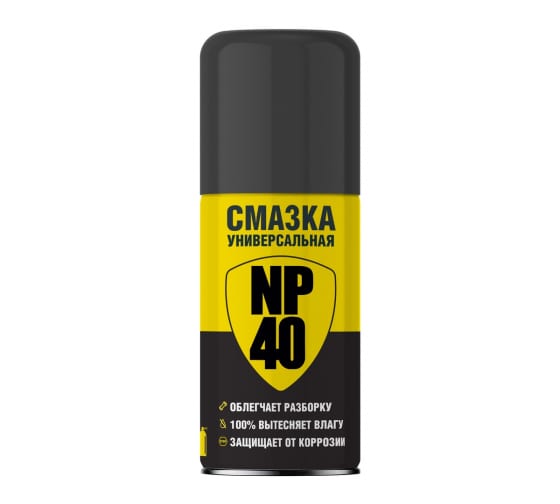 СМАЗКА
УНИВЕРСАЛЬНАЯ
NP
40
ОБЛЕГЧАЕТ РАЗБОРКУ
100% ВЫТЕСНЯЕТ ВЛАГУ
ЗАЩИЩАЕТ ОТ КОРРОЗИИ